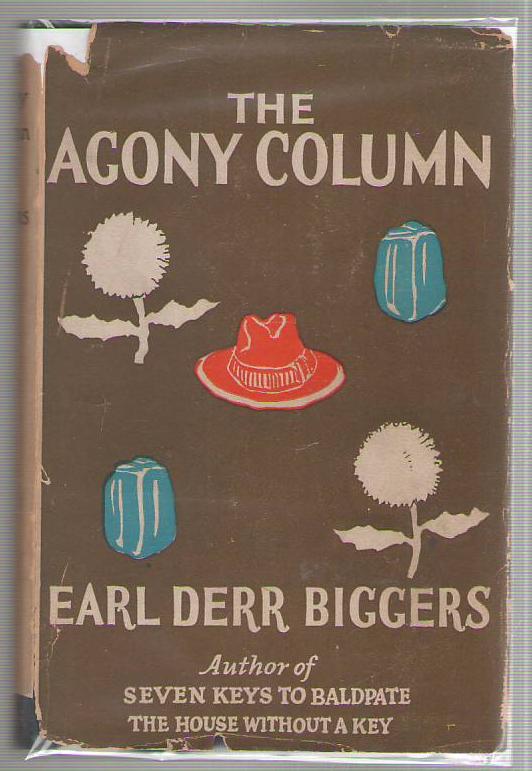 THE
AGONY COLUMN
EARL DERR BIGGERS
Author of
SEVEN KEYS TO BALDPATE
THE HOUSE WITHOUT A KEY